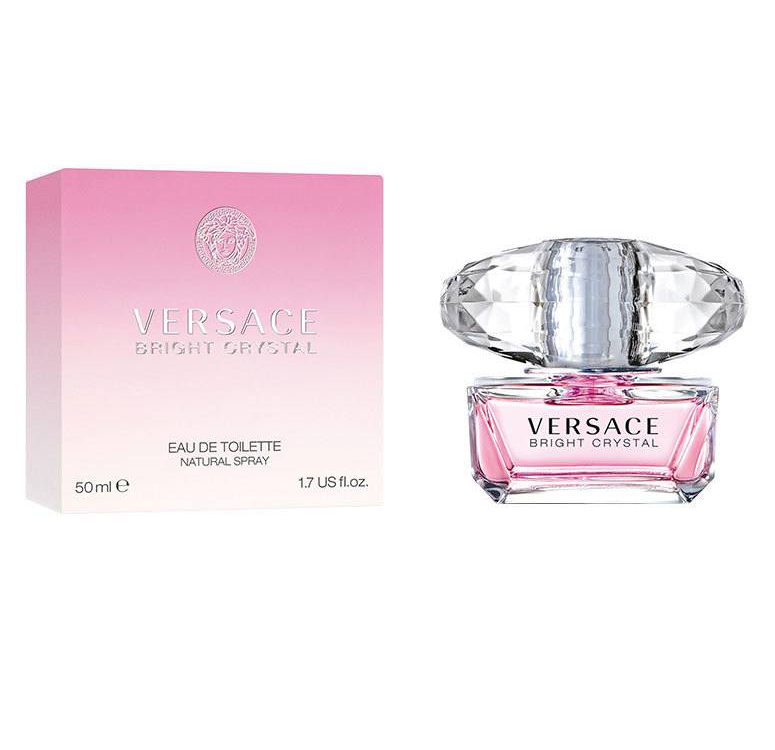 VERSACE
BRIGHT CRYSTAL
EAU DE TOILETTE
NATURAL SPRAY
50 ml ℮
1.7 US fl.oz.
VERSACE
BRIGHT CRYSTAL